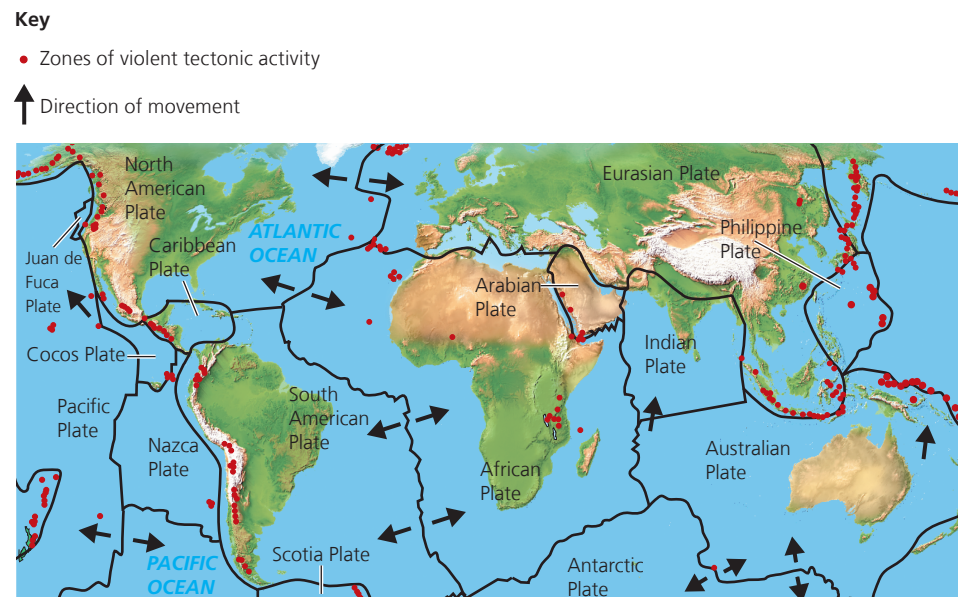 Key
Zones of violent tectonic activity
Direction of movement
North
American
Plate
Eurasian Plate
ATLANTIC
OCEAN
Philippine
Plate
Juan de
Fuca
Plate
Caribbean
Plate
Arabian
Plate
Indian
Plate
Cocos Plate
Pacific
Plate
South
American
Plate
Nazca
Plate
African
Plate
Australian
Plate
PACIFIC
OCEAN
Scotia Plate
Antarctic
Plate